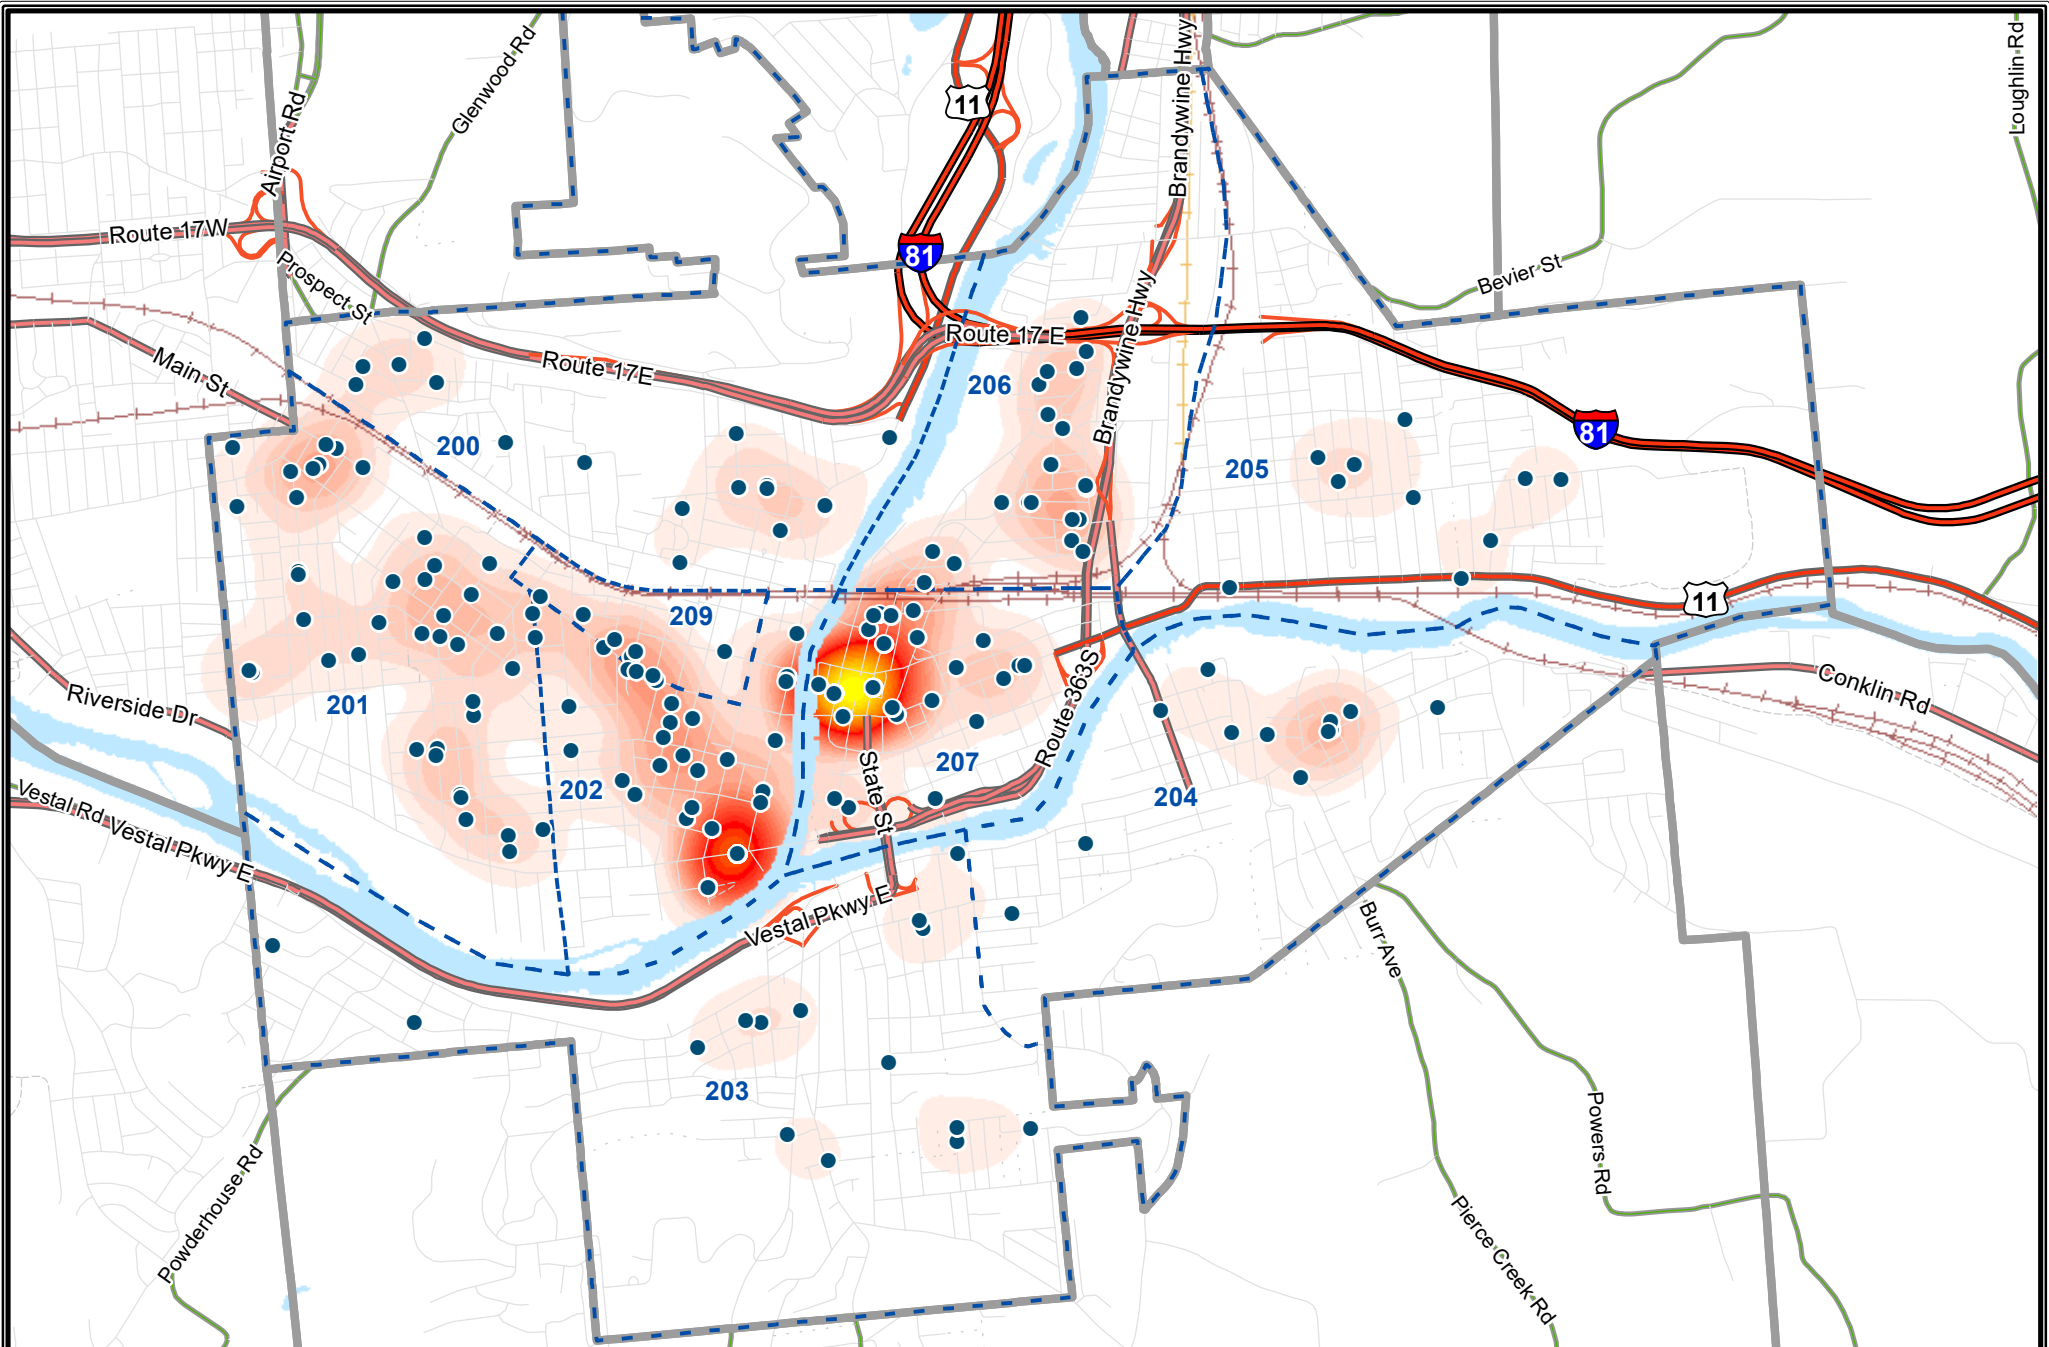 Brandywine Hwy
Loughlin Rd
Glenwood Rd
Airport Rd
11
Route 17W
81
Prospect St
Bevier St
Brandywine Hwy
Route 17 E
Main St
Route 17E
206
81
200
205
11
209
Conklin Rd
Riverside Dr
201
Route 363S
207
State St
202
204
Vestal Rd
Vestal Pkwy E
Vestal Pkwy E
Burr Ave
203
Powers Rd
Powderhouse Rd
Pierce Creek Rd